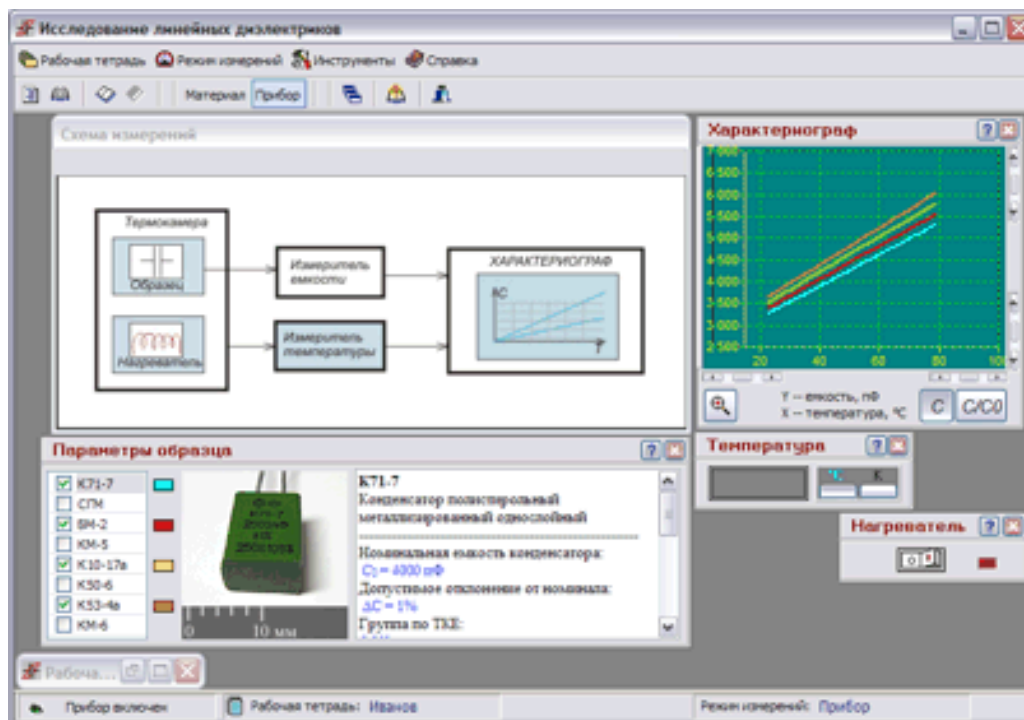 Исследование линейных диэлектриков
Рабочая тетрадь Режим измерений Инструменты Справка
Материал Прибор
Схема измерений
Термокамера
Образец
Нагреватель
Измеритель
емкости
Измеритель
температуры
ХАРАКТЕРИОГРАФ
C
T
Характериограф
7 000
6 500
6 000
5 500
5 000
4 500
4 000
3 500
3 000
2 500
20 40 60 80 100
Y -- емкость, пФ
X -- температура, °C
C C/C0
Параметры образца
К71-7
СГМ
БМ-2
КМ-5
К10-17а
К50-6
К53-4а
КМ-6
0 10 мм
К71-7
Конденсатор полистирольный
металлизированный однослойный
Номинальная емкость конденсатора:
C₀ = 4000 пФ
Допустимое отклонение от номинала:
ΔC = 1%
Группа по ТКЕ:
Температура
°C K
Нагреватель
Рабоча...
Прибор включен
Рабочая тетрадь: Иванов
Режим измерений: Прибор